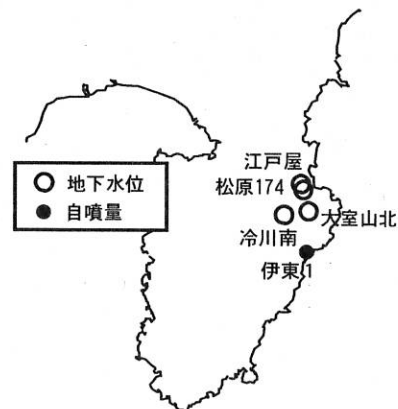 江戸屋
松原174
地下水位
自噴量
大室山北
冷川南
伊東1